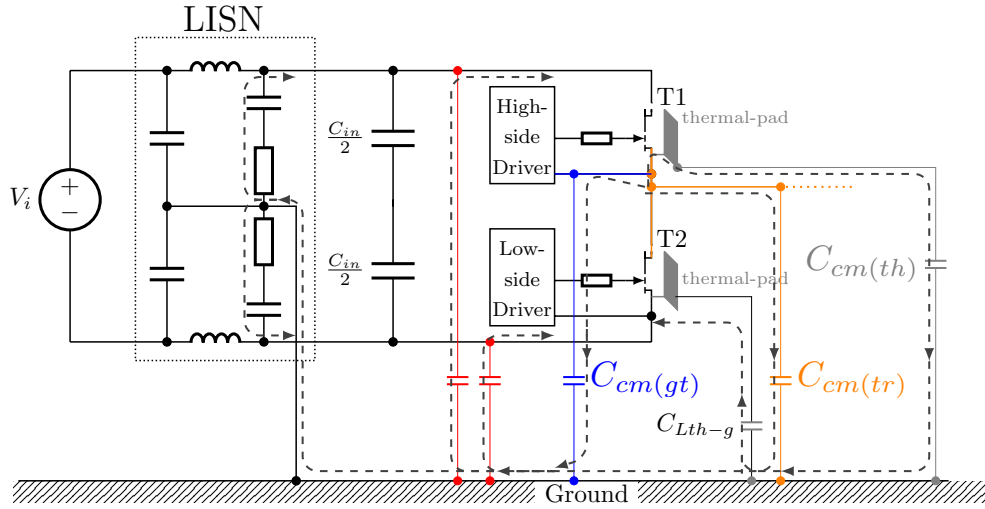 LISN
V_i
+
−
C_in/2
C_in/2
High-
side
Driver
T1
thermal-pad
Low-
side
Driver
T2
thermal-pad
C_cm(th)
C_cm(gt)
C_cm(tr)
C_Lth−g
Ground